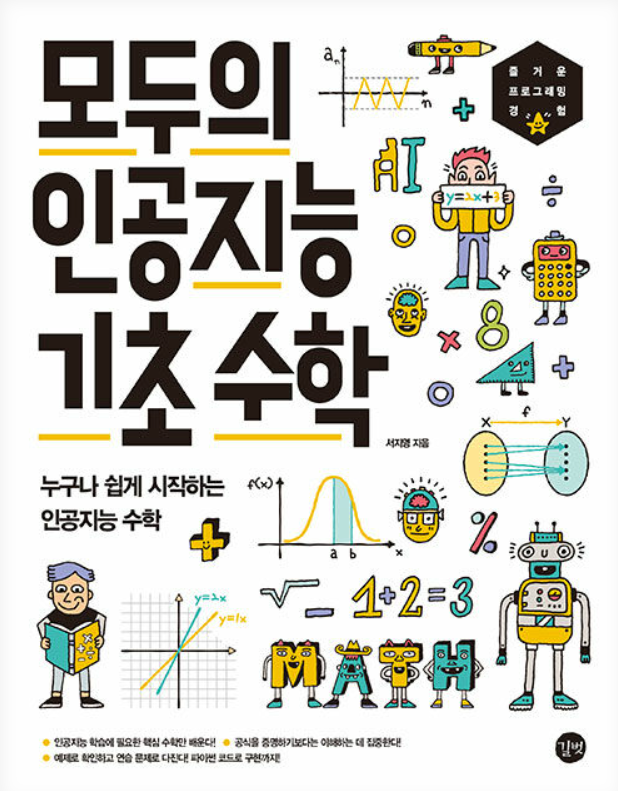 모두의
인공지능
기초 수학
즐거운
프로그래밍
경험
aₙ
n
AI
y=2x+3
8
서지영 지음
누구나 쉽게 시작하는
인공지능 수학
X f Y
f(x)
a b x
%
√ - 1+2=3
y=2x
y=1x
MATH
인공지능 학습에 필요한 핵심 수학만 배운다! 공식을 증명하기보다는 이해하는 데 집중한다!
예제로 확인하고 연습 문제로 다진다! 파이썬 코드로 구현까지!
길벗